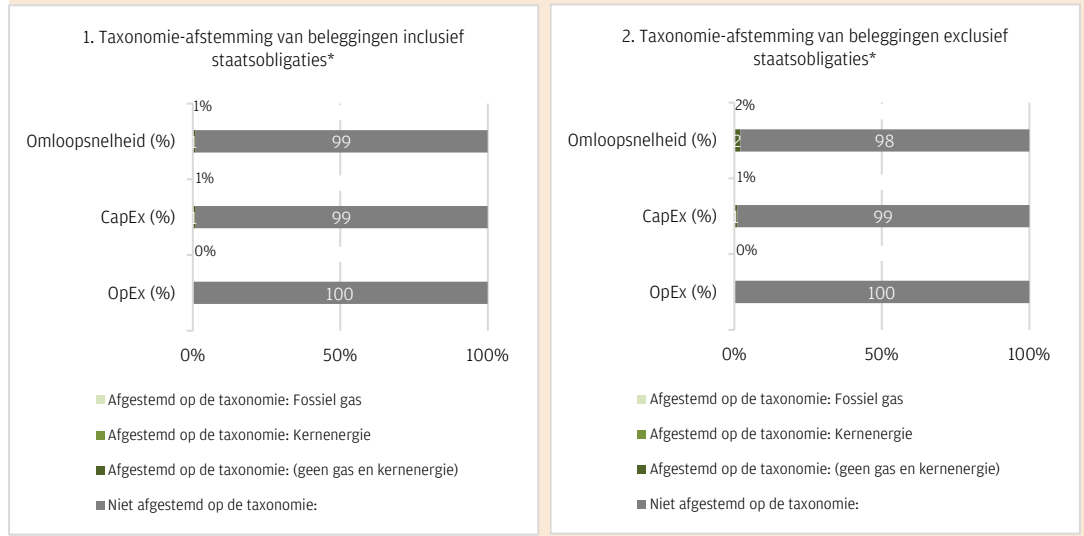 1. Taxonomie-afstemming van beleggingen inclusief
staatsobligaties*
1%
Omloopsnelheid (%)
1
99
1%
CapEx (%)
1
99
0%
OpEx (%)
100
0%
50%
100%
Afgestemd op de taxonomie: Fossiel gas
Afgestemd op de taxonomie: Kernenergie
Afgestemd op de taxonomie: (geen gas en kernenergie)
Niet afgestemd op de taxonomie:
2. Taxonomie-afstemming van beleggingen exclusief
staatsobligaties*
2%
Omloopsnelheid (%)
2
98
1%
CapEx (%)
1
99
0%
OpEx (%)
100
0%
50%
100%
Afgestemd op de taxonomie: Fossiel gas
Afgestemd op de taxonomie: Kernenergie
Afgestemd op de taxonomie: (geen gas en kernenergie)
Niet afgestemd op de taxonomie: